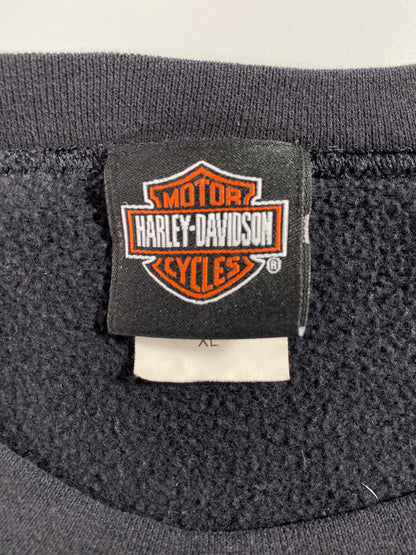 MOTOR
HARLEY-DAVIDSON
CYCLES
®
XL